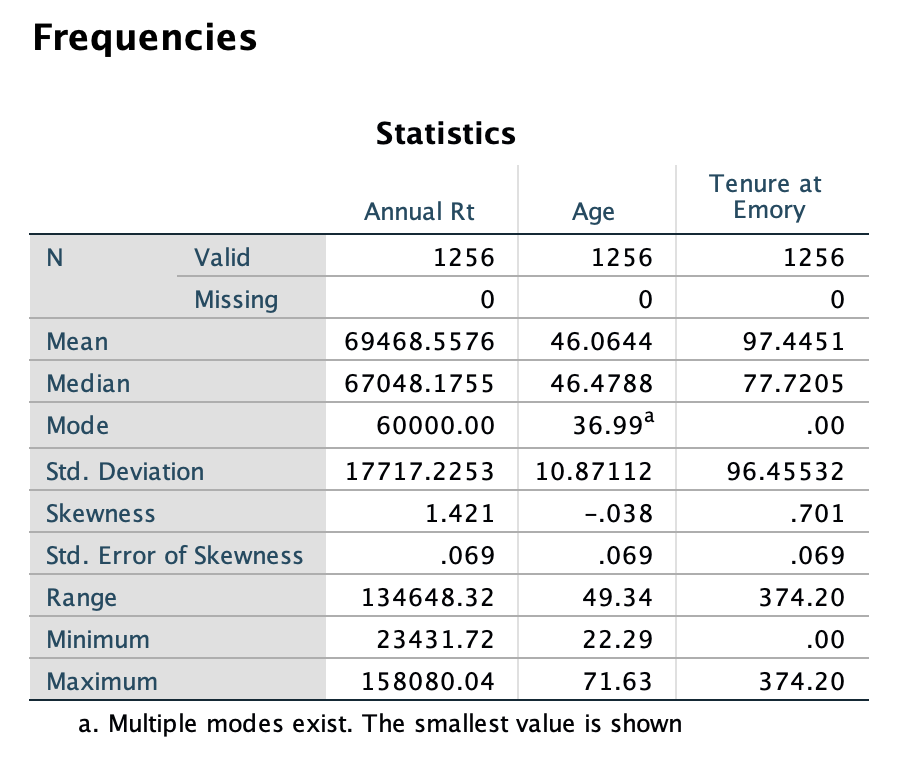 Frequencies
Statistics
Annual Rt Age Tenure at Emory
N Valid 1256 1256 1256
Missing 0 0 0
Mean 69468.5576 46.0644 97.4451
Median 67048.1755 46.4788 77.7205
Mode 60000.00 36.99a .00
Std. Deviation 17717.2253 10.87112 96.45532
Skewness 1.421 -.038 .701
Std. Error of Skewness .069 .069 .069
Range 134648.32 49.34 374.20
Minimum 23431.72 22.29 .00
Maximum 158080.04 71.63 374.20
a. Multiple modes exist. The smallest value is shown